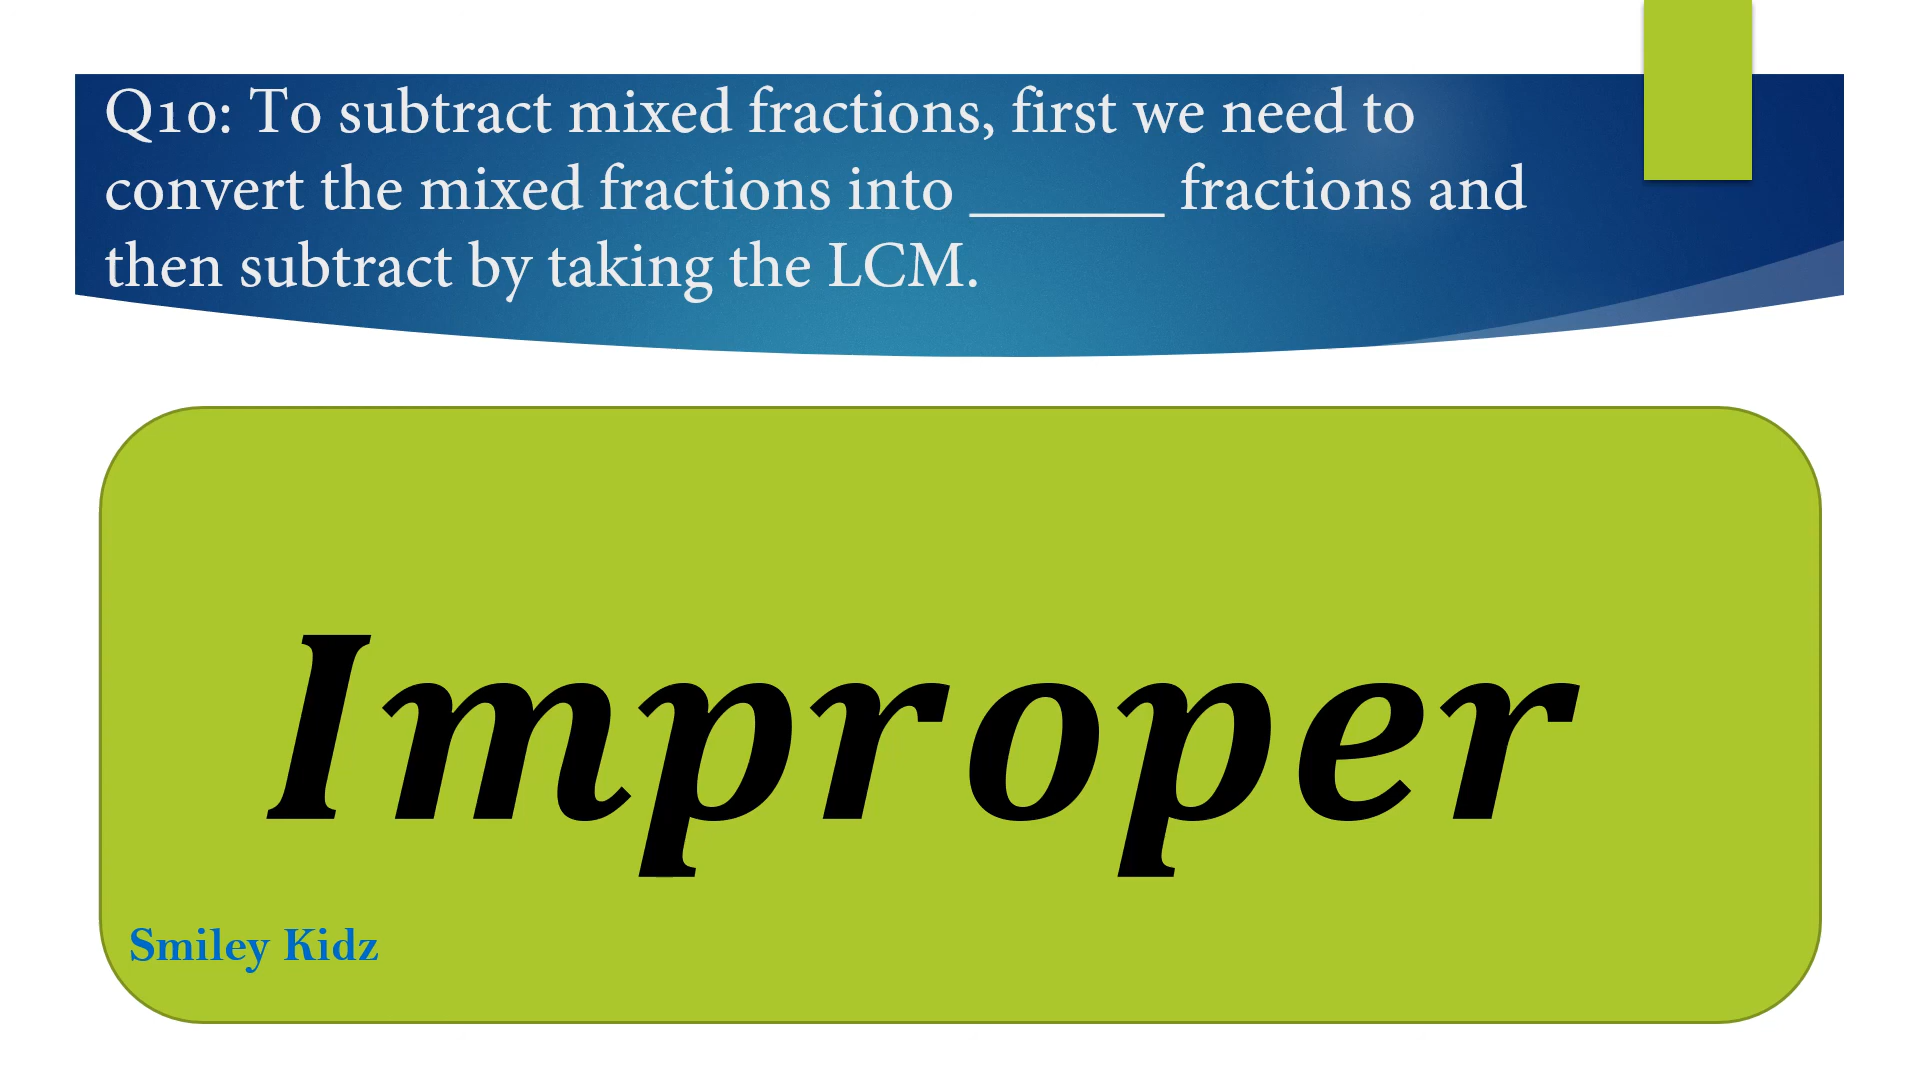 Q10: To subtract mixed fractions, first we need to
convert the mixed fractions into ______ fractions and
then subtract by taking the LCM.
Improper
Smiley Kidz